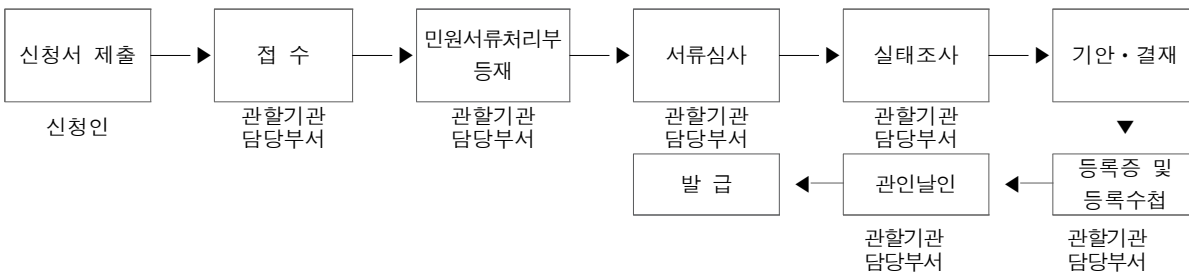 신청서 제출
접 수
민원서류처리부
등재
서류심사
실태조사
기안·결재
신청인
관할기관
담당부서
관할기관
담당부서
관할기관
담당부서
관할기관
담당부서
발 급
관인날인
등록증 및
등록수첩
관할기관
담당부서
관할기관
담당부서